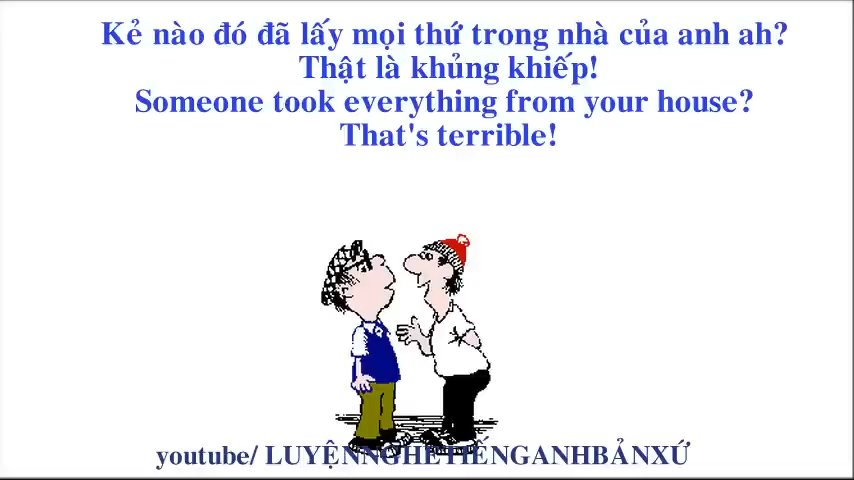 Kẻ nào đó đã lấy mọi thứ trong nhà của anh ah?
Thật là khủng khiếp!
Someone took everything from your house?
That's terrible!
youtube/ LUYỆNNGHETIẾNGANHBẢNXỨ